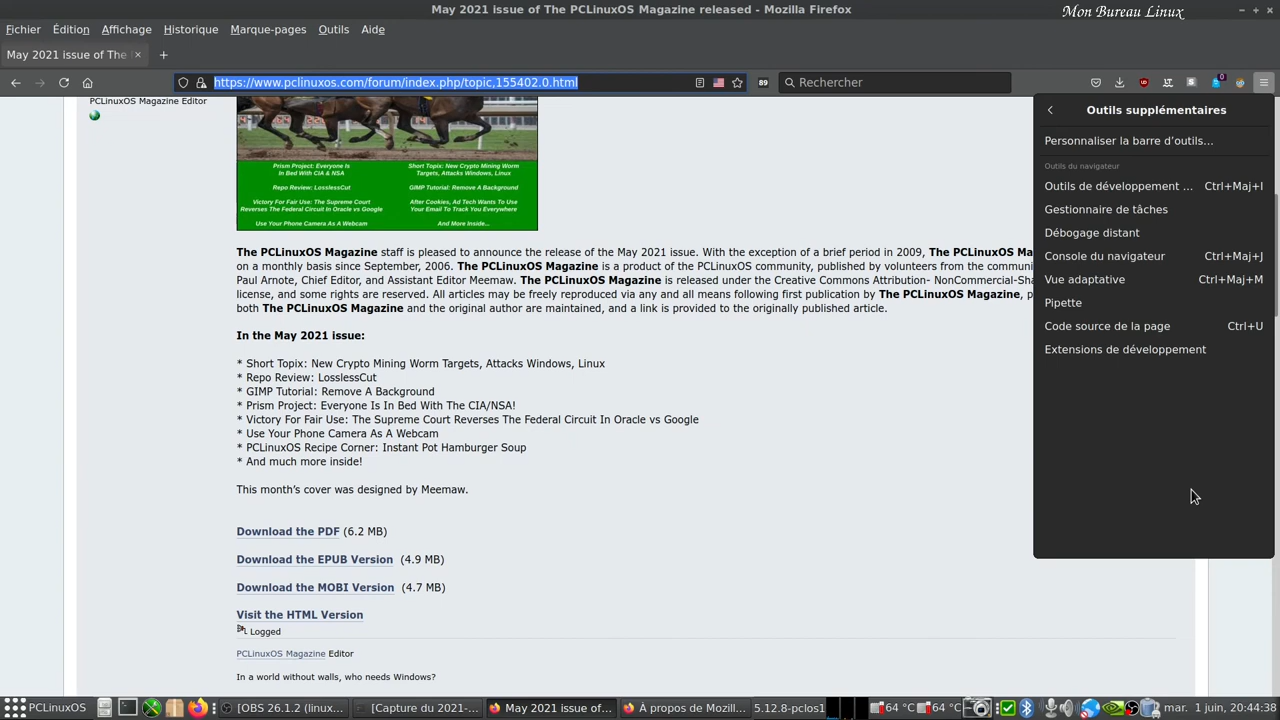 May 2021 issue of The PCLinuxOS Magazine released - Mozilla Firefox
Mon Bureau Linux
Fichier Édition Affichage Historique Marque-pages Outils Aide
May 2021 issue of The
https://www.pclinuxos.com/forum/index.php/topic,155402.0.html
89
Rechercher
0
PCLinuxOS Magazine Editor
Prism Project: Everyone Is
In Bed With CIA & NSA
Repo Review: LosslessCut
Victory For Fair Use: The Supreme Court
Reverses The Federal Circuit In Oracle vs Google
Use Your Phone Camera As A Webcam
Short Topix: New Crypto Mining Worm
Targets, Attacks Windows, Linux
GIMP Tutorial: Remove A Background
After Cookies, Ad Tech Wants To Use
Your Email To Track You Everywhere
And More Inside...
The PCLinuxOS Magazine staff is pleased to announce the release of the May 2021 issue. With the exception of a brief period in 2009, The PCLinuxOS Ma
on a monthly basis since September, 2006. The PCLinuxOS Magazine is a product of the PCLinuxOS community, published by volunteers from the communi
Paul Arnote, Chief Editor, and Assistant Editor Meemaw. The PCLinuxOS Magazine is released under the Creative Commons Attribution- NonCommercial-Sha
license, and some rights are reserved. All articles may be freely reproduced via any and all means following first publication by The PCLinuxOS Magazine, p
both The PCLinuxOS Magazine and the original author are maintained, and a link is provided to the originally published article.
In the May 2021 issue:
* Short Topix: New Crypto Mining Worm Targets, Attacks Windows, Linux
* Repo Review: LosslessCut
* GIMP Tutorial: Remove A Background
* Prism Project: Everyone Is In Bed With The CIA/NSA!
* Victory For Fair Use: The Supreme Court Reverses The Federal Circuit In Oracle vs Google
* Use Your Phone Camera As A Webcam
* PCLinuxOS Recipe Corner: Instant Pot Hamburger Soup
* And much more inside!
This month's cover was designed by Meemaw.
Download the PDF (6.2 MB)
Download the EPUB Version (4.9 MB)
Download the MOBI Version (4.7 MB)
Visit the HTML Version
Logged
PCLinuxOS Magazine Editor
In a world without walls, who needs Windows?
Outils supplémentaires
Personnaliser la barre d'outils...
Outils du navigateur
Outils de développement ... Ctrl+Maj+I
Gestionnaire de tâches
Débogage distant
Console du navigateur Ctrl+Maj+J
Vue adaptative Ctrl+Maj+M
Pipette
Code source de la page Ctrl+U
Extensions de développement
PCLinuxOS
[OBS 26.1.2 (linux...
[Capture du 2021-...
May 2021 issue of...
À propos de Mozil...
5.12.8-pclos1
64 °C
64 °C
0
mar. 1 juin, 20:44:38